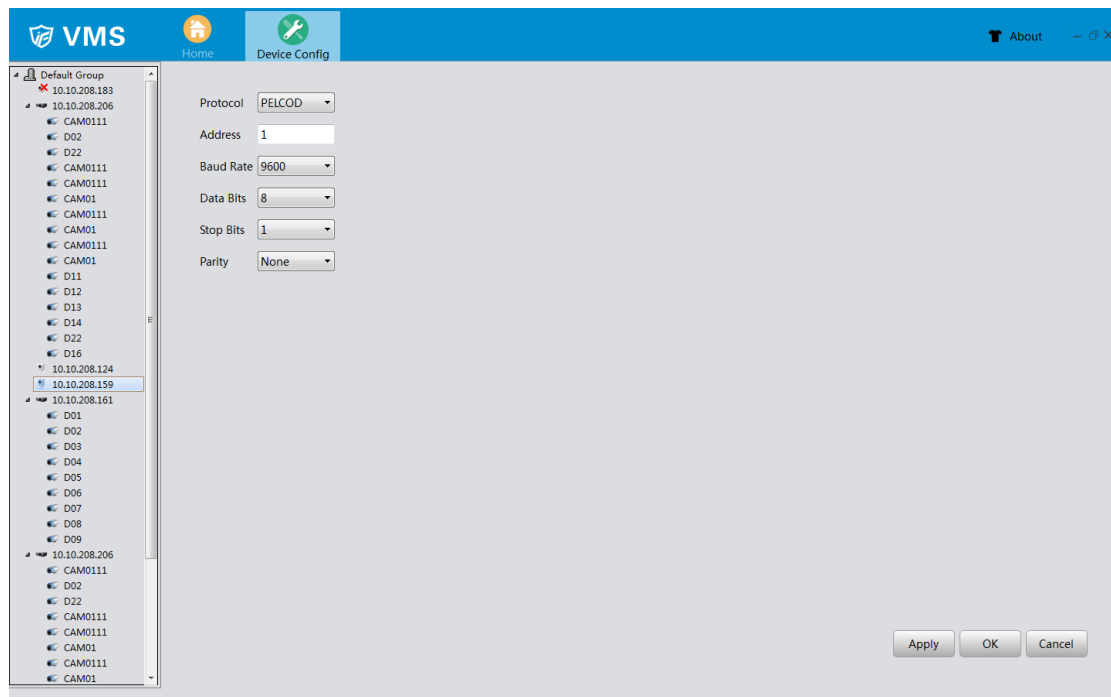 VMS
Home
Device Config
About
Default Group
10.10.208.183
10.10.208.206
CAM0111
D02
D22
CAM0111
CAM0111
CAM01
CAM0111
CAM01
CAM0111
CAM01
D11
D12
D13
D14
D22
D16
10.10.208.124
10.10.208.159
10.10.208.161
D01
D02
D03
D04
D05
D06
D07
D08
D09
10.10.208.206
CAM0111
D02
D22
CAM0111
CAM0111
CAM01
CAM0111
CAM01
Protocol PELCOD
Address 1
Baud Rate 9600
Data Bits 8
Stop Bits 1
Parity None
Apply OK Cancel